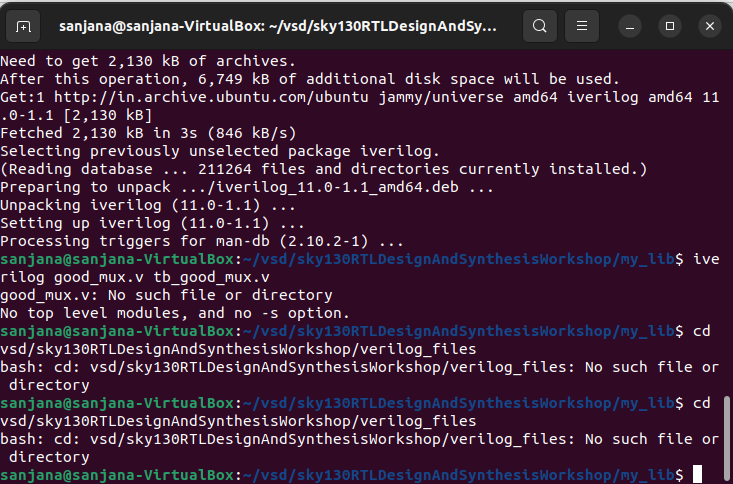 sanjana@sanjana-VirtualBox: ~/vsd/sky130RTLDesignAndSy...
Need to get 2,130 kB of archives.
After this operation, 6,749 kB of additional disk space will be used.
Get:1 http://in.archive.ubuntu.com/ubuntu jammy/universe amd64 iverilog amd64 11
.0-1.1 [2,130 kB]
Fetched 2,130 kB in 3s (846 kB/s)
Selecting previously unselected package iverilog.
(Reading database ... 211264 files and directories currently installed.)
Preparing to unpack .../iverilog_11.0-1.1_amd64.deb ...
Unpacking iverilog (11.0-1.1) ...
Setting up iverilog (11.0-1.1) ...
Processing triggers for man-db (2.10.2-1) ...
sanjana@sanjana-VirtualBox:~/vsd/sky130RTLDesignAndSynthesisWorkshop/my_lib$ ive
rilog good_mux.v tb_good_mux.v
good_mux.v: No such file or directory
No top level modules, and no -s option.
sanjana@sanjana-VirtualBox:~/vsd/sky130RTLDesignAndSynthesisWorkshop/my_lib$ cd
vsd/sky130RTLDesignAndSynthesisWorkshop/verilog_files
bash: cd: vsd/sky130RTLDesignAndSynthesisWorkshop/verilog_files: No such file or
 directory
sanjana@sanjana-VirtualBox:~/vsd/sky130RTLDesignAndSynthesisWorkshop/my_lib$ cd
vsd/sky130RTLDesignAndSynthesisWorkshop/verilog_files
bash: cd: vsd/sky130RTLDesignAndSynthesisWorkshop/verilog_files: No such file or
 directory
sanjana@sanjana-VirtualBox:~/vsd/sky130RTLDesignAndSynthesisWorkshop/my_lib$